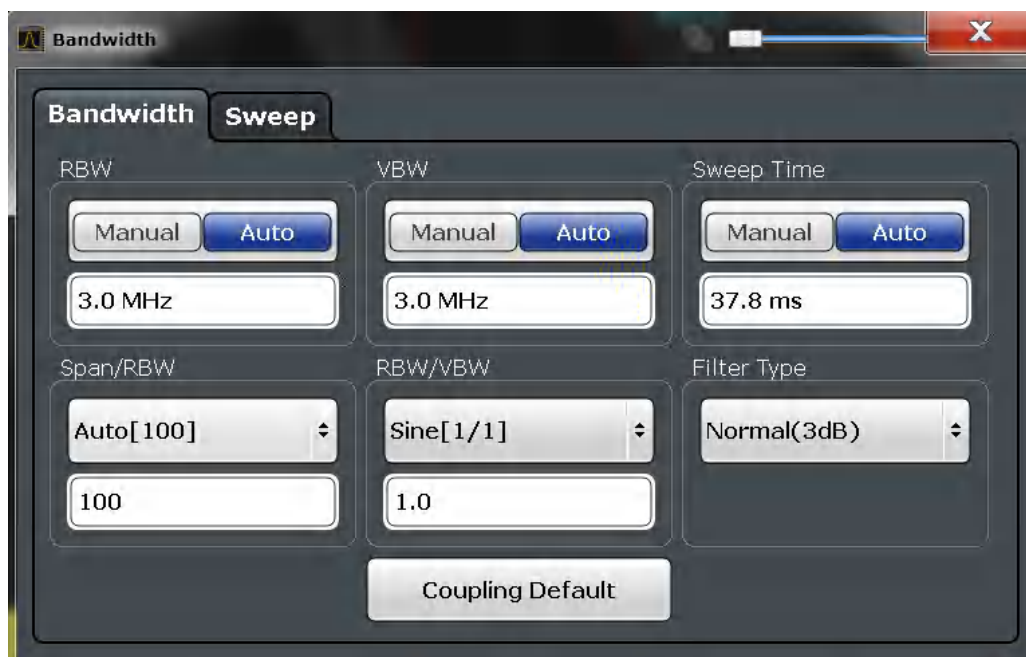 Bandwidth
X
Bandwidth
Sweep
RBW
VBW
Sweep Time
Manual
Auto
Manual
Auto
Manual
Auto
3.0 MHz
3.0 MHz
37.8 ms
Span/RBW
RBW/VBW
Filter Type
Auto[100]
Sine[1/1]
Normal(3dB)
100
1.0
Coupling Default